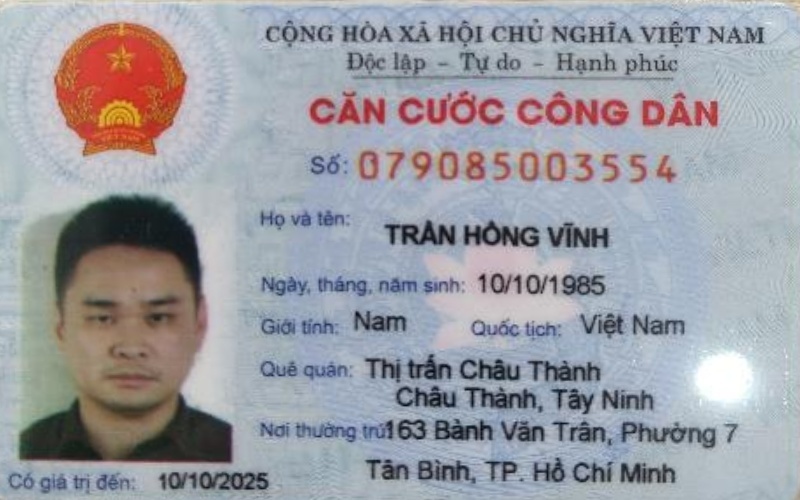 CỘNG HÒA XÃ HỘI CHỦ NGHĨA VIỆT NAM
Độc lập – Tự do – Hạnh phúc
CĂN CƯỚC CÔNG DÂN
Số: 079085003554
Họ và tên: TRẦN HỒNG VĨNH
Ngày, tháng, năm sinh: 10/10/1985
Giới tính: Nam Quốc tịch: Việt Nam
Quê quán: Thị trấn Châu Thành
Châu Thành, Tây Ninh
Nơi thường trú: 163 Bành Văn Trân, Phường 7
Tân Bình, TP. Hồ Chí Minh
Có giá trị đến: 10/10/2025